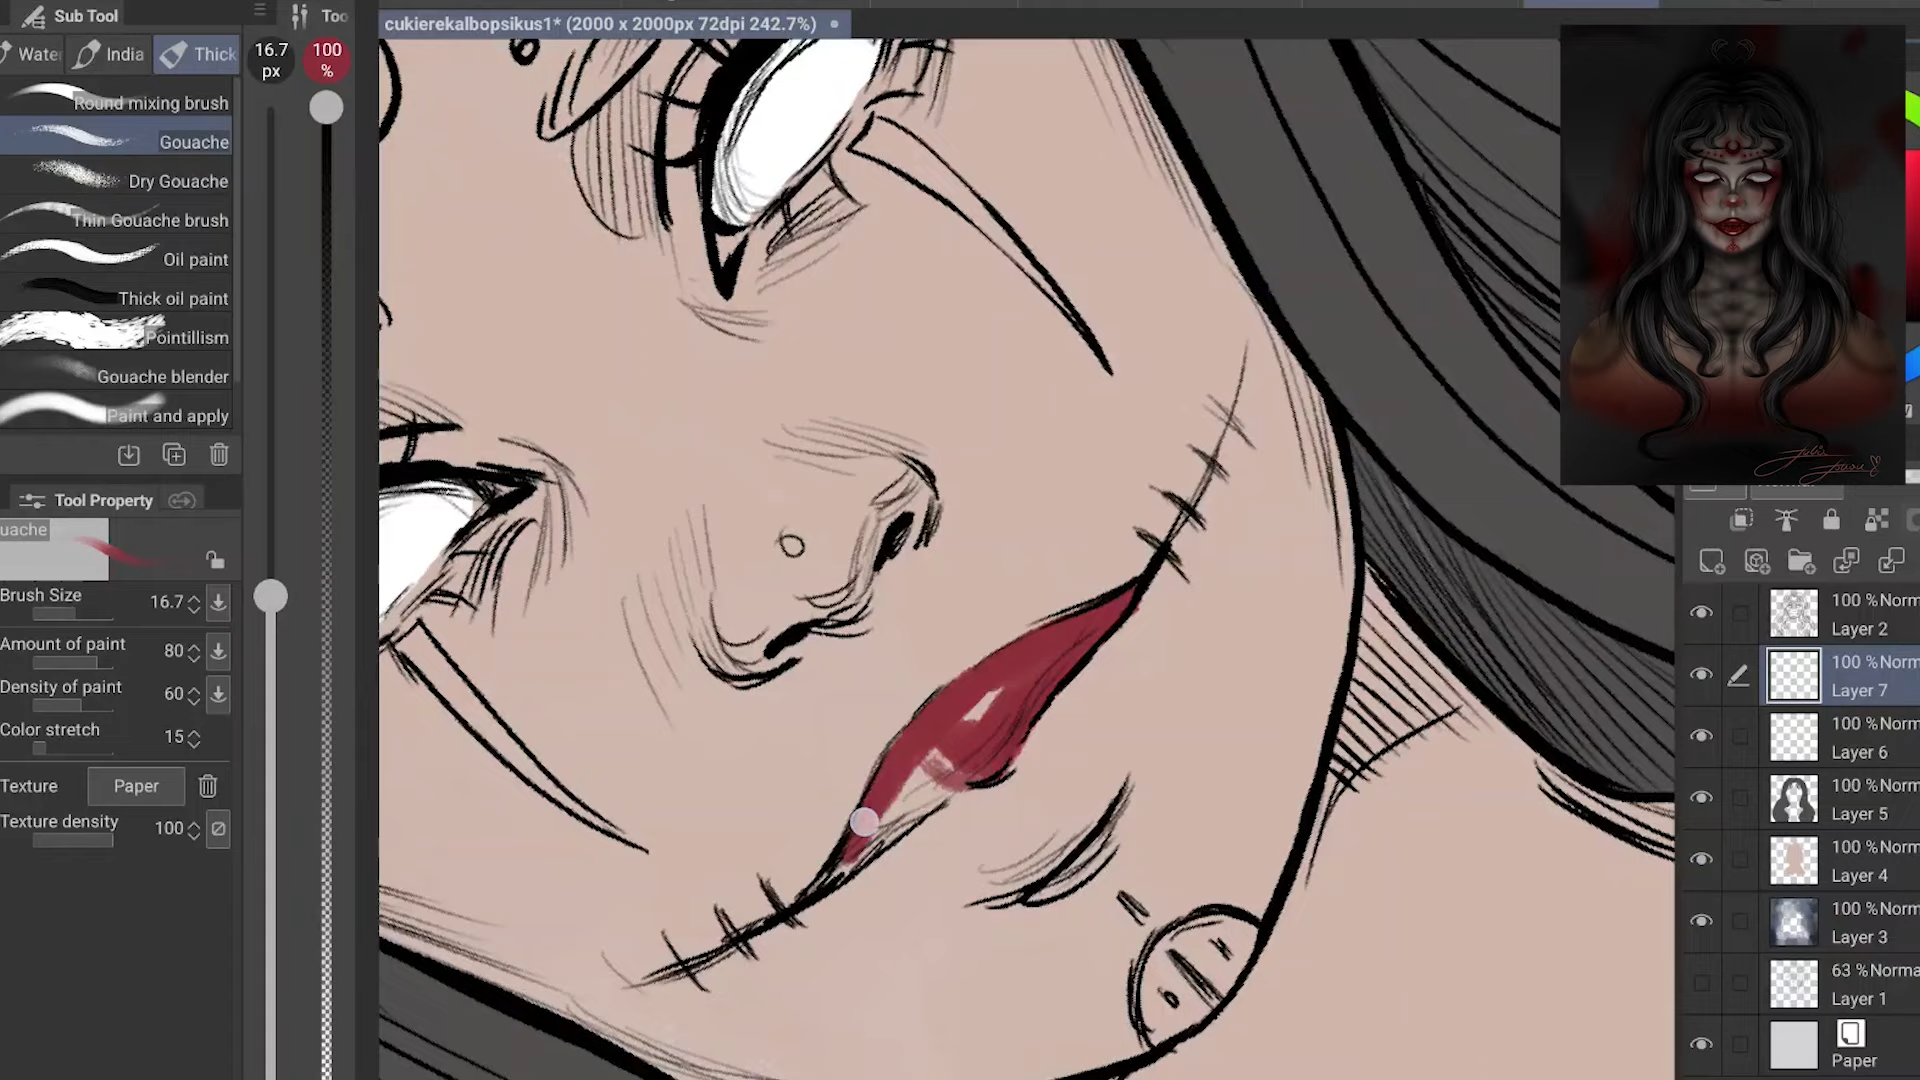 Sub Tool
Too
cukierekalbopsikus1* (2000 x 2000px 72dpi 242.7%)
Wate
India
Thick
16.7
px
100
%
Round mixing brush
Gouache
Dry Gouache
Thin Gouache brush
Oil paint
Thick oil paint
Pointillism
Gouache blender
Paint and apply
Tool Property
uache
Brush Size 16.7
Amount of paint 80
Density of paint 60
Color stretch 15
Texture Paper
Texture density 100
100 %Norm
Layer 2
100 %Norm
Layer 7
100 %Norm
Layer 6
100 %Norm
Layer 5
100 %Norm
Layer 4
100 %Norm
Layer 3
63 %Norma
Layer 1
Paper